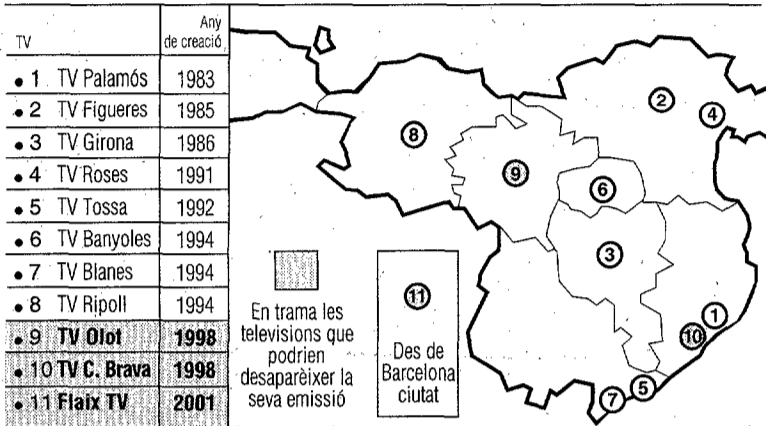 TV Any de creació
• 1 TV Palamós 1983
• 2 TV Figueres 1985
• 3 TV Girona 1986
• 4 TV Roses 1991
• 5 TV Tossa 1992
• 6 TV Banyoles 1994
• 7 TV Blanes 1994
• 8 TV Ripoll 1994
• 9 TV Olot 1998
• 10 TV C. Brava 1998
• 11 Flaix TV 2001
En trama les
televisions que
podrien
desaparèixer la
seva emissió
11
Des de
Barcelona
ciutat
2
4
8
9
6
3
1
10
5
7